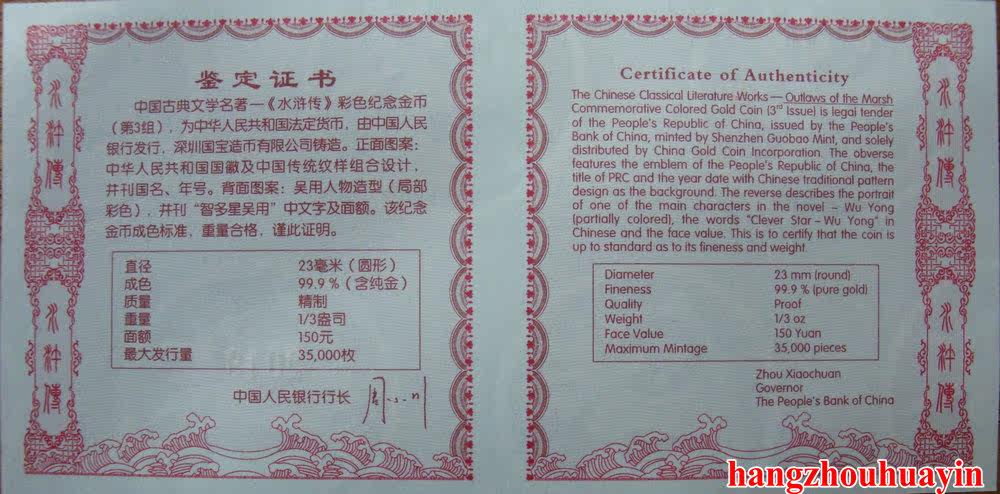 鉴定证书
中国古典文学名著一《水浒传》彩色纪念金币
（第3组），为中华人民共和国法定货币，由中国人民
银行发行，深圳国宝造币有限公司铸造。正面图案：
中华人民共和国国徽及中国传统纹样组合设计，
并刊国名、年号。背面图案：吴用人物造型（局部
彩色），并刊“智多星吴用”中文字及面额。该纪念
金币成色标准，重量合格，谨此证明。
直径 23毫米（圆形）
成色 99.9%（含纯金）
质量 精制
重量 1/3盎司
面额 150元
最大发行量 35,000枚
中国人民银行行长 周小川
水浒傳
水浒傳
Certificate of Authenticity
The Chinese Classical Literature Works — Outlaws of the Marsh
Commemorative Colored Gold Coin (3rd Issue) is legal tender
of the People's Republic of China, issued by the People's
Bank of China, minted by Shenzhen Guobao Mint, and solely
distributed by China Gold Coin Incorporation. The obverse
features the emblem of the People's Republic of China, the
title of PRC and the year date with Chinese traditional pattern
design as the background. The reverse describes the portrait
of one of the main characters in the novel – Wu Yong
(partially colored), the words "Clever Star – Wu Yong" in
Chinese and the face value. This is to certify that the coin is
up to standard as to its fineness and weight.
Diameter 23 mm (round)
Fineness 99.9 % (pure gold)
Quality Proof
Weight 1/3 oz
Face Value 150 Yuan
Maximum Mintage 35,000 pieces
Zhou Xiaochuan
Governor
The People's Bank of China
水浒傳
水浒傳
hangzhouhuayin